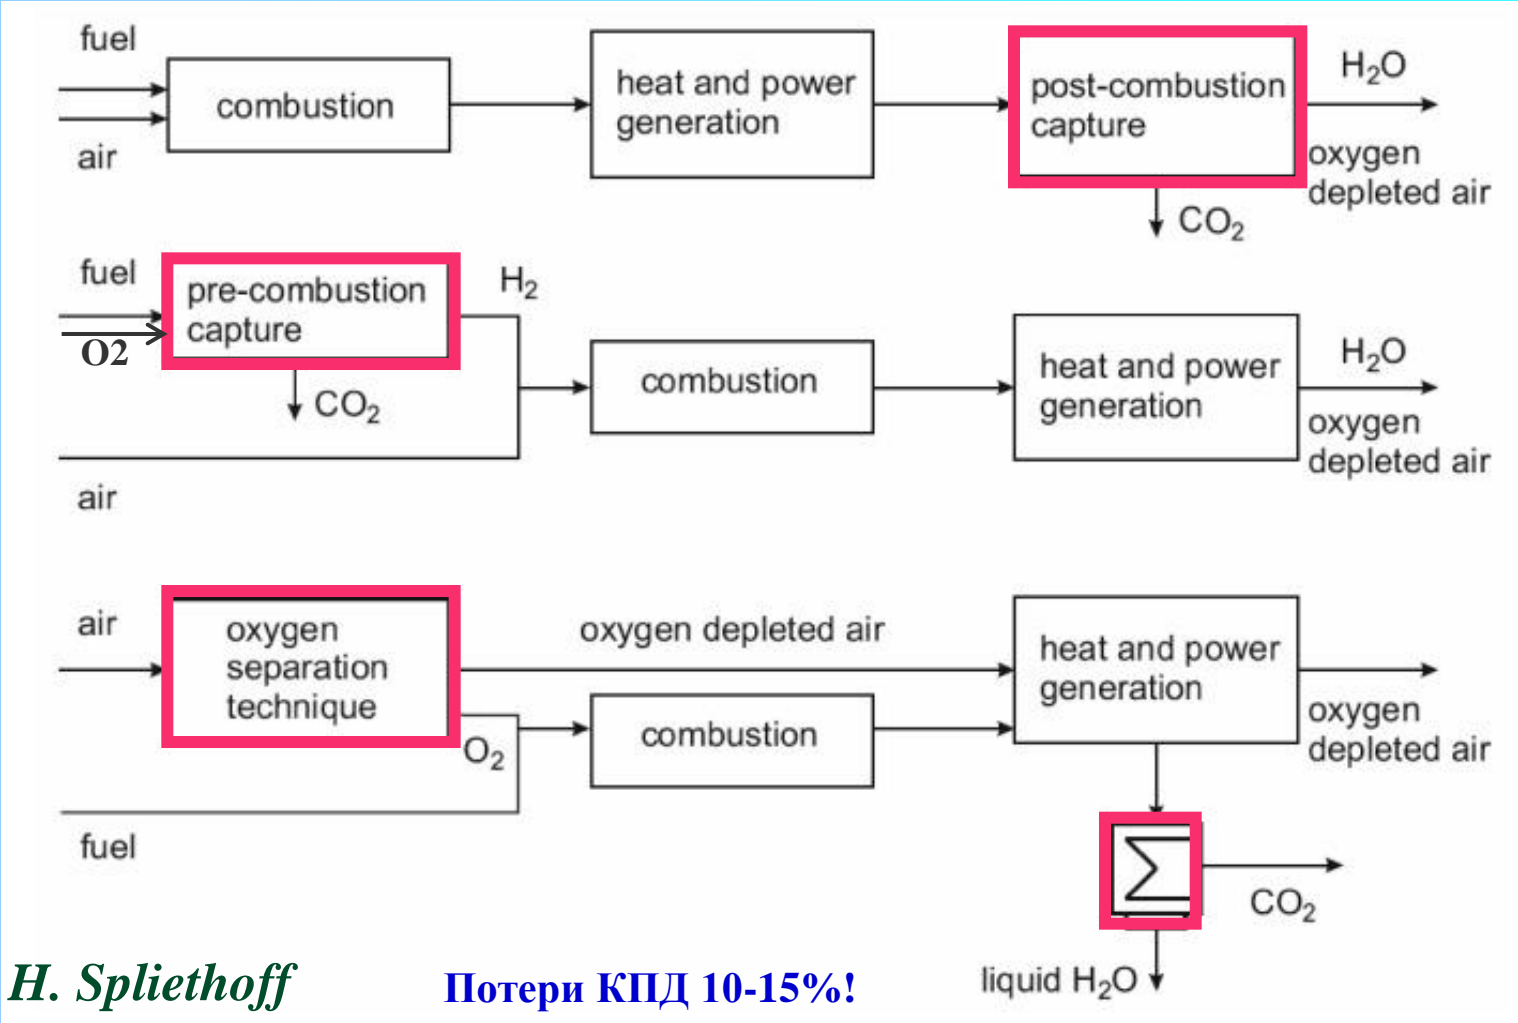 fuel
combustion
air
heat and power
generation
post-combustion
capture
H₂O
oxygen
depleted air
CO₂
fuel
O2
pre-combustion
capture
H₂
CO₂
air
combustion
heat and power
generation
H₂O
oxygen
depleted air
air
oxygen
separation
technique
oxygen depleted air
O₂
fuel
combustion
heat and power
generation
oxygen
depleted air
CO₂
liquid H₂O
H. Spliethoff
Потери КПД 10-15%!